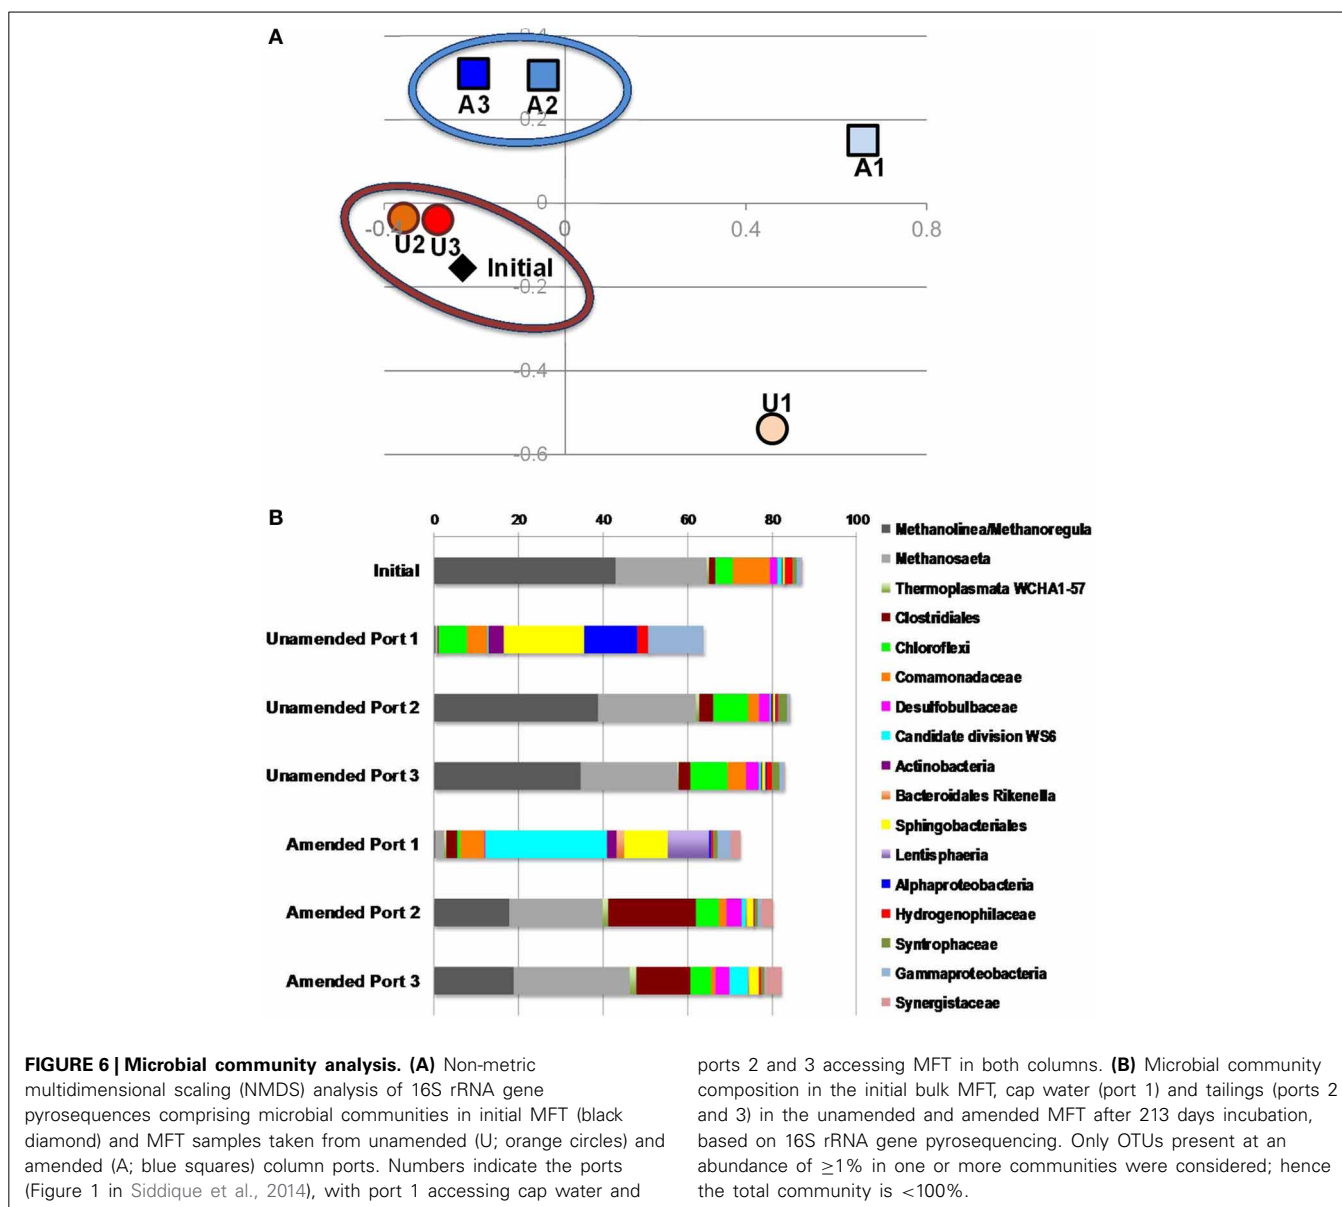 A
0.4
A3 A2
0.2
A1
0
-0.4 0 0.4 0.8
U2 U3
Initial
-0.2
-0.4
U1
-0.6
B
0 20 40 60 80 100
Initial
Unamended Port 1
Unamended Port 2
Unamended Port 3
Amended Port 1
Amended Port 2
Amended Port 3
Methanolinea/Methanoregula
Methanosaeta
Thermoplasmata WCHA1-57
Clostridiales
Chloroflexi
Comamonadaceae
Desulfobulbaceae
Candidate division WS6
Actinobacteria
Bacteroidales Rikenella
Sphingobacteriales
Lentisphaeria
Alphaproteobacteria
Hydrogenophilaceae
Syntrophaceae
Gammaproteobacteria
Synergistaceae
FIGURE 6 | Microbial community analysis. (A) Non-metric
multidimensional scaling (NMDS) analysis of 16S rRNA gene
pyrosequences comprising microbial communities in initial MFT (black
diamond) and MFT samples taken from unamended (U; orange circles) and
amended (A; blue squares) column ports. Numbers indicate the ports
(Figure 1 in Siddique et al., 2014), with port 1 accessing cap water and
ports 2 and 3 accessing MFT in both columns. (B) Microbial community
composition in the initial bulk MFT, cap water (port 1) and tailings (ports 2
and 3) in the unamended and amended MFT after 213 days incubation,
based on 16S rRNA gene pyrosequencing. Only OTUs present at an
abundance of ≥1% in one or more communities were considered; hence
the total community is <100%.